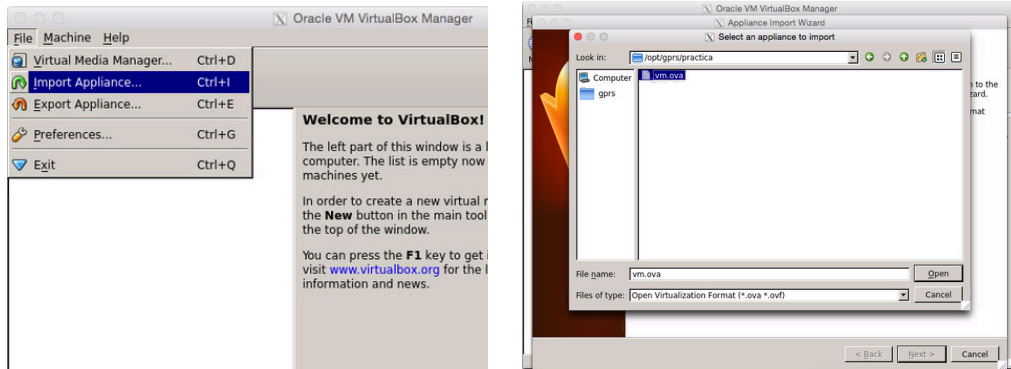 Oracle VM VirtualBox Manager
File Machine Help
Virtual Media Manager... Ctrl+D
Import Appliance... Ctrl+I
Export Appliance... Ctrl+E
Preferences... Ctrl+G
Exit Ctrl+Q
Welcome to VirtualBox!
The left part of this window is a
computer. The list is empty now
machines yet.
In order to create a new virtual
the New button in the main tool
the top of the window.
You can press the F1 key to get
visit www.virtualbox.org for the
information and news.
Oracle VM VirtualBox Manager
Appliance Import Wizard
Select an appliance to import
Look in: /opt/gprs/practica
Computer
gprs
vm.ova
n to the
zard.
mat
File name: vm.ova Open
Files of type: Open Virtualization Format (*.ova *.ovf) Cancel
< Back Next > Cancel